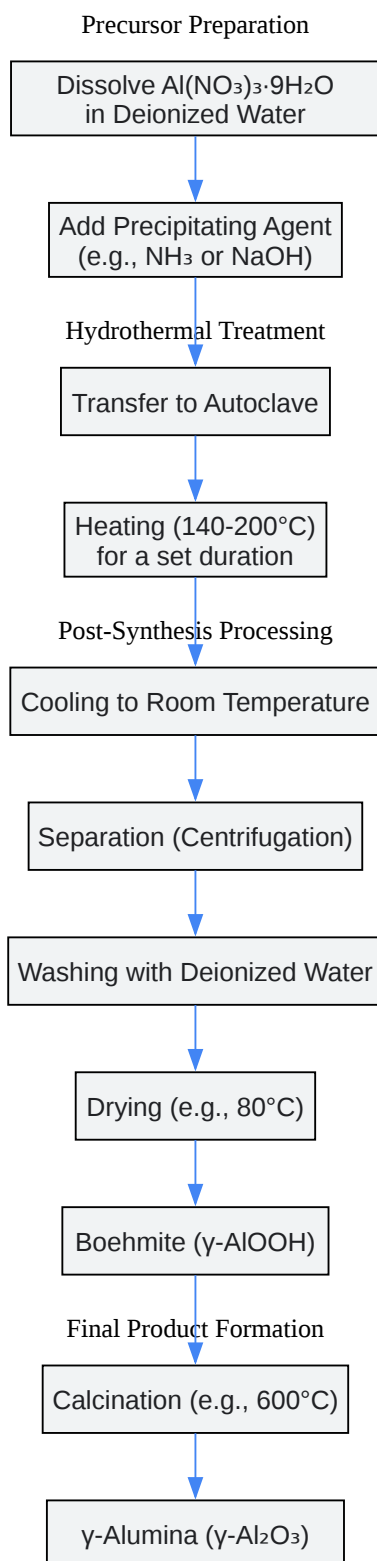 Precursor Preparation
Dissolve Al(NO₃)₃·9H₂O
in Deionized Water
Add Precipitating Agent
(e.g., NH₃ or NaOH)
Hydrothermal Treatment
Transfer to Autoclave
Heating (140-200°C)
for a set duration
Post-Synthesis Processing
Cooling to Room Temperature
Separation (Centrifugation)
Washing with Deionized Water
Drying (e.g., 80°C)
Boehmite (γ-AlOOH)
Final Product Formation
Calcination (e.g., 600°C)
γ-Alumina (γ-Al₂O₃)